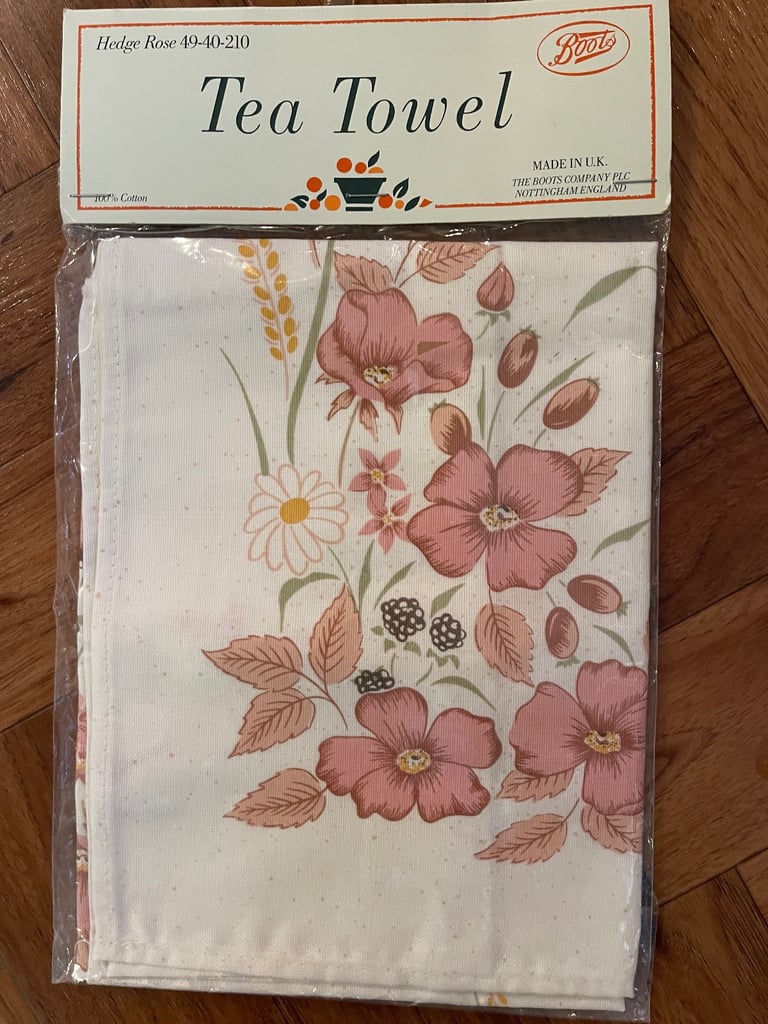 Hedge Rose 49-40-210
Boots
Tea Towel
MADE IN U.K.
THE BOOTS COMPANY PLC
NOTTINGHAM ENGLAND
100% Cotton